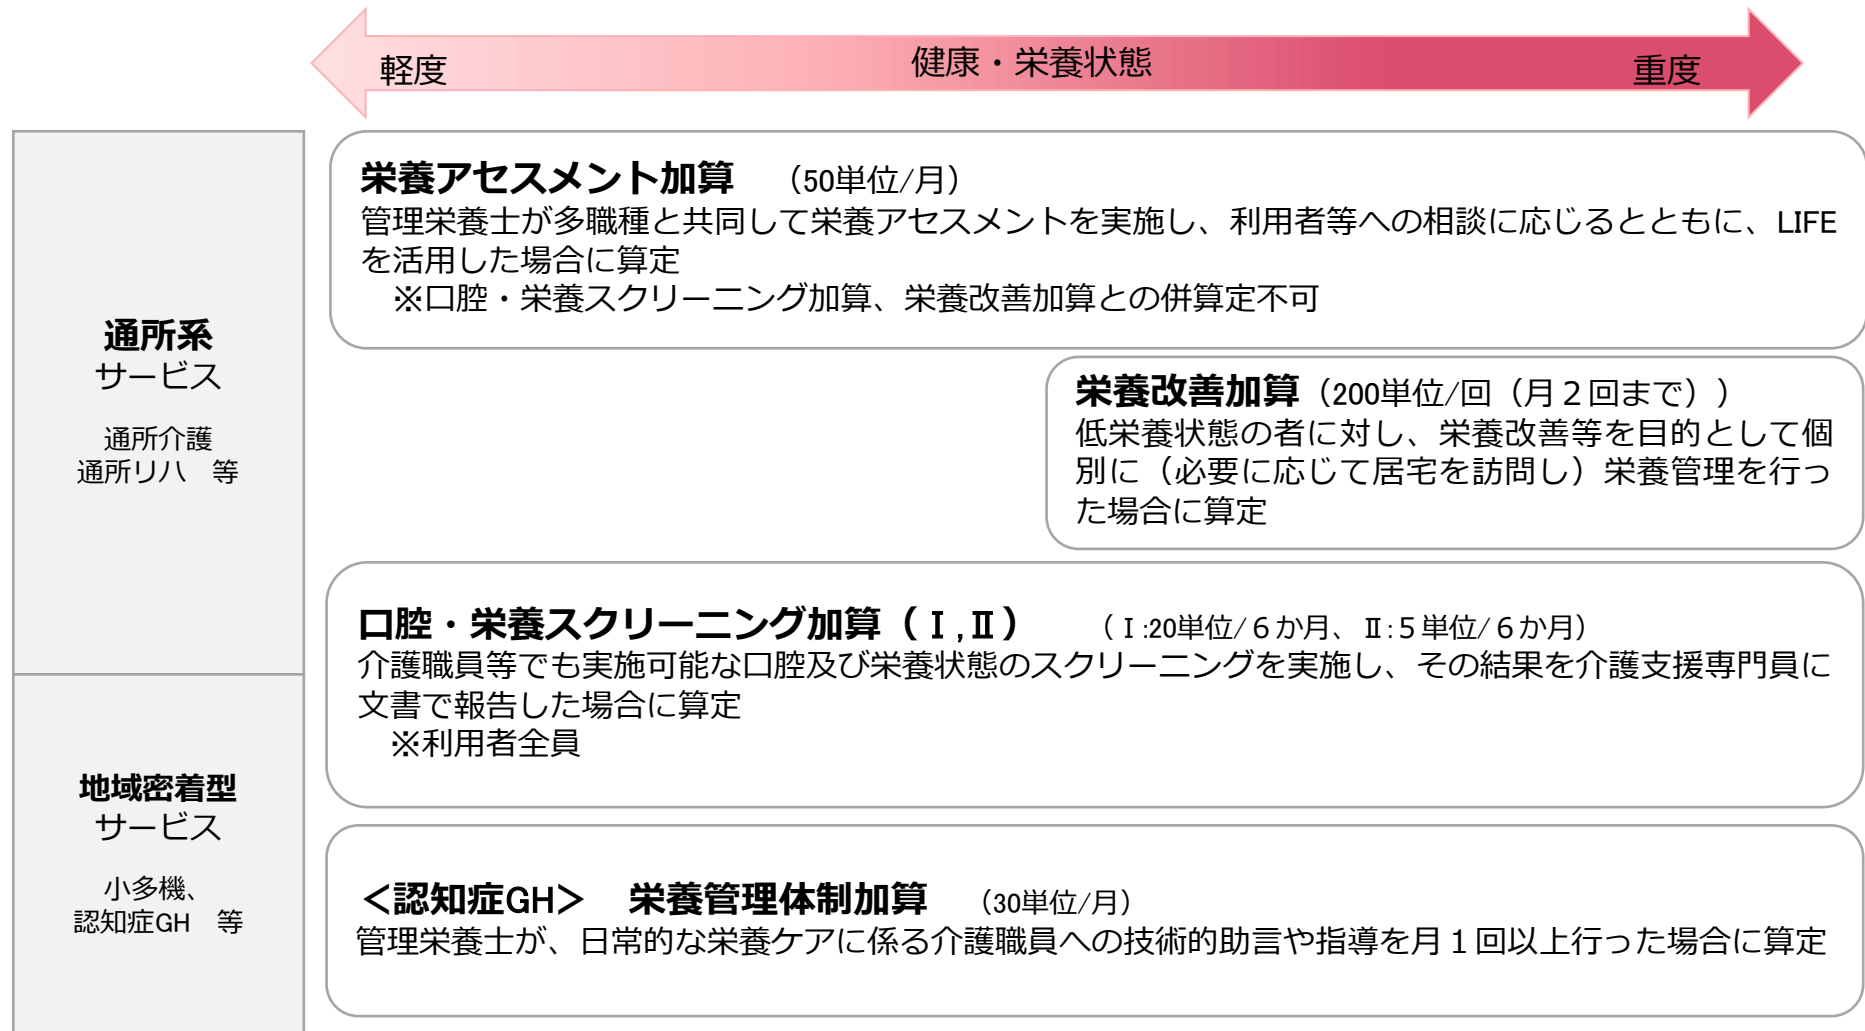 軽度
健康・栄養状態
重度
通所系
サービス
通所介護
通所リハ　等
栄養アセスメント加算　（50単位/月）
管理栄養士が多職種と共同して栄養アセスメントを実施し、利用者等への相談に応じるとともに、LIFE
を活用した場合に算定
※口腔・栄養スクリーニング加算、栄養改善加算との併算定不可
栄養改善加算（200単位/回（月２回まで））
低栄養状態の者に対し、栄養改善等を目的として個
別に（必要に応じて居宅を訪問し）栄養管理を行っ
た場合に算定
口腔・栄養スクリーニング加算（Ⅰ,Ⅱ）　（Ⅰ:20単位/６か月、Ⅱ:５単位/６か月）
介護職員等でも実施可能な口腔及び栄養状態のスクリーニングを実施し、その結果を介護支援専門員に
文書で報告した場合に算定
※利用者全員
地域密着型
サービス
小多機、
認知症GH　等
＜認知症GH＞　栄養管理体制加算　（30単位/月）
管理栄養士が、日常的な栄養ケアに係る介護職員への技術的助言や指導を月１回以上行った場合に算定